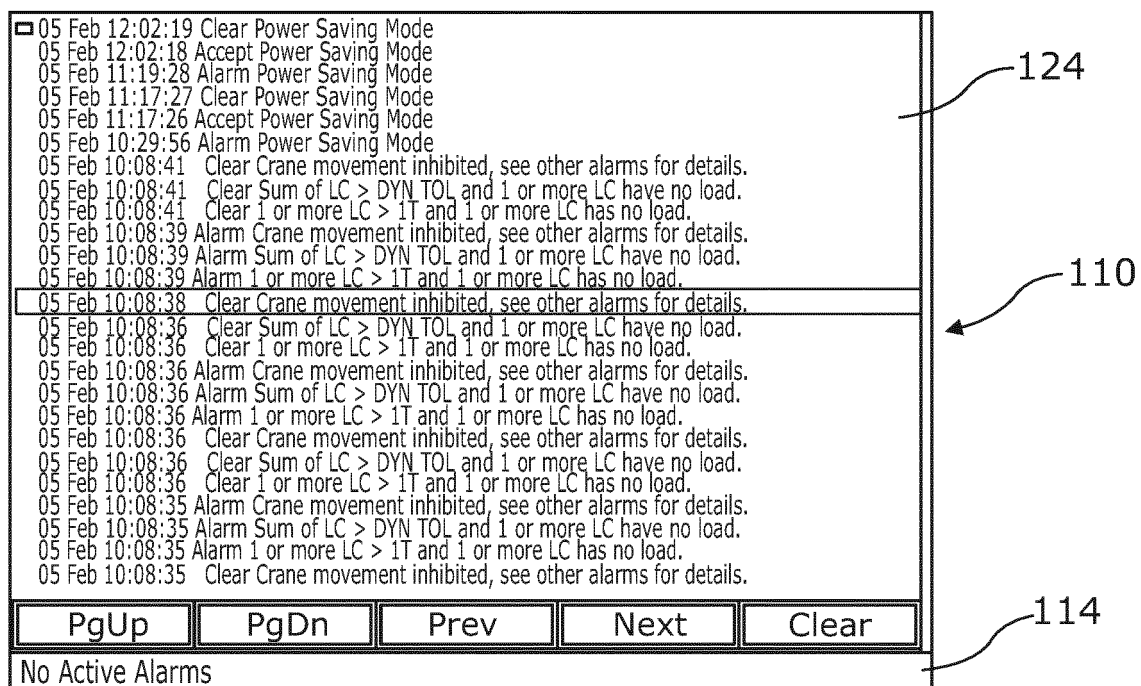 05 Feb 12:02:19 Clear Power Saving Mode
05 Feb 12:02:18 Accept Power Saving Mode
05 Feb 11:19:28 Alarm Power Saving Mode
05 Feb 11:17:27 Clear Power Saving Mode
05 Feb 11:17:26 Accept Power Saving Mode
05 Feb 10:29:56 Alarm Power Saving Mode
05 Feb 10:08:41 Clear Crane movement inhibited, see other alarms for details.
05 Feb 10:08:41 Clear Sum of LC > DYN TOL and 1 or more LC have no load.
05 Feb 10:08:41 Clear 1 or more LC > 1T and 1 or more LC has no load.
05 Feb 10:08:39 Alarm Crane movement inhibited, see other alarms for details.
05 Feb 10:08:39 Alarm Sum of LC > DYN TOL and 1 or more LC have no load.
05 Feb 10:08:39 Alarm 1 or more LC > 1T and 1 or more LC has no load.
05 Feb 10:08:38 Clear Crane movement inhibited, see other alarms for details.
05 Feb 10:08:36 Clear Sum of LC > DYN TOL and 1 or more LC have no load.
05 Feb 10:08:36 Clear 1 or more LC > 1T and 1 or more LC has no load.
05 Feb 10:08:36 Alarm Crane movement inhibited, see other alarms for details.
05 Feb 10:08:36 Alarm Sum of LC > DYN TOL and 1 or more LC have no load.
05 Feb 10:08:36 Alarm 1 or more LC > 1T and 1 or more LC has no load.
05 Feb 10:08:36 Clear Crane movement inhibited, see other alarms for details.
05 Feb 10:08:36 Clear Sum of LC > DYN TOL and 1 or more LC have no load.
05 Feb 10:08:36 Clear 1 or more LC > 1T and 1 or more LC has no load.
05 Feb 10:08:35 Alarm Crane movement inhibited, see other alarms for details.
05 Feb 10:08:35 Alarm Sum of LC > DYN TOL and 1 or more LC have no load.
05 Feb 10:08:35 Alarm 1 or more LC > 1T and 1 or more LC has no load.
05 Feb 10:08:35 Clear Crane movement inhibited, see other alarms for details.
PgUp PgDn Prev Next Clear
No Active Alarms
124
110
114